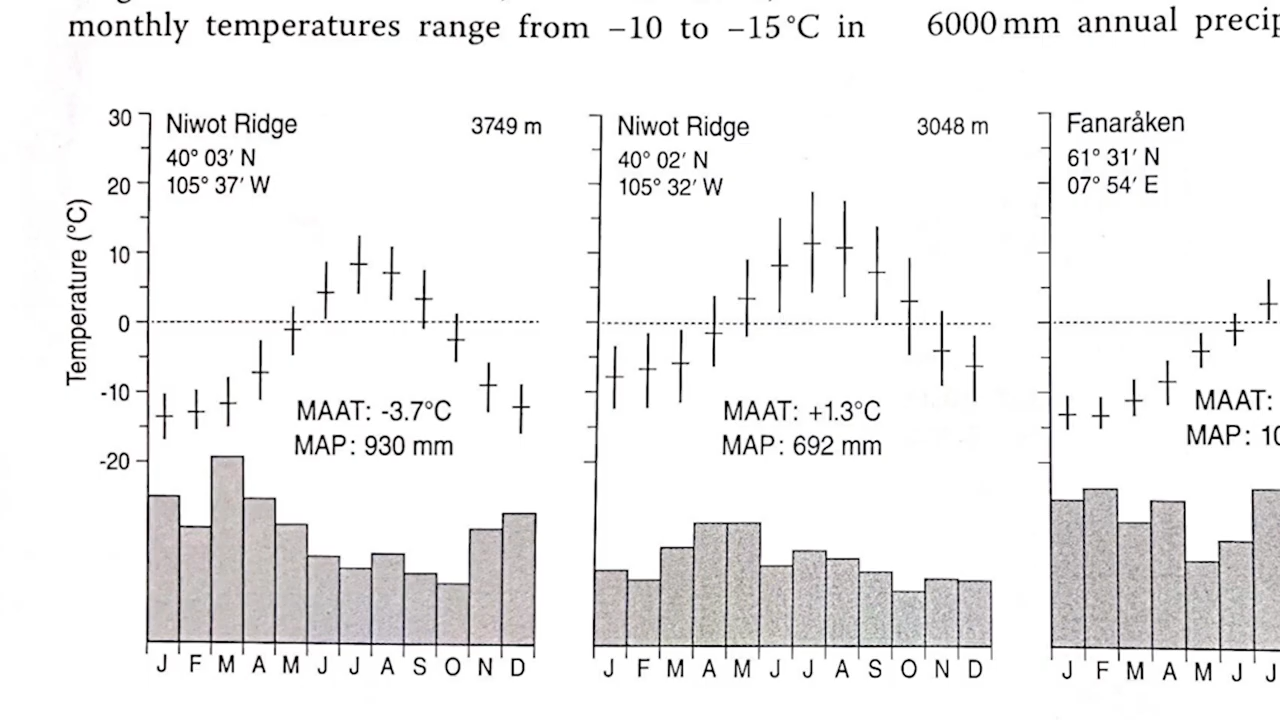 monthly temperatures range from –10 to –15 °C in
6000 mm annual
Temperature (°C)
30
20
10
0
-10
-20
Niwot Ridge 3749 m
40° 03′ N
105° 37′ W
MAAT: -3.7°C
MAP: 930 mm
J F M A M J J A S O N D
Niwot Ridge 3048 m
40° 02′ N
105° 32′ W
MAAT: +1.3°C
MAP: 692 mm
J F M A M J J A S O N D
Fanaråken
61° 31′ N
07° 54′ E
MAAT:
MAP: 10
J F M A M J J